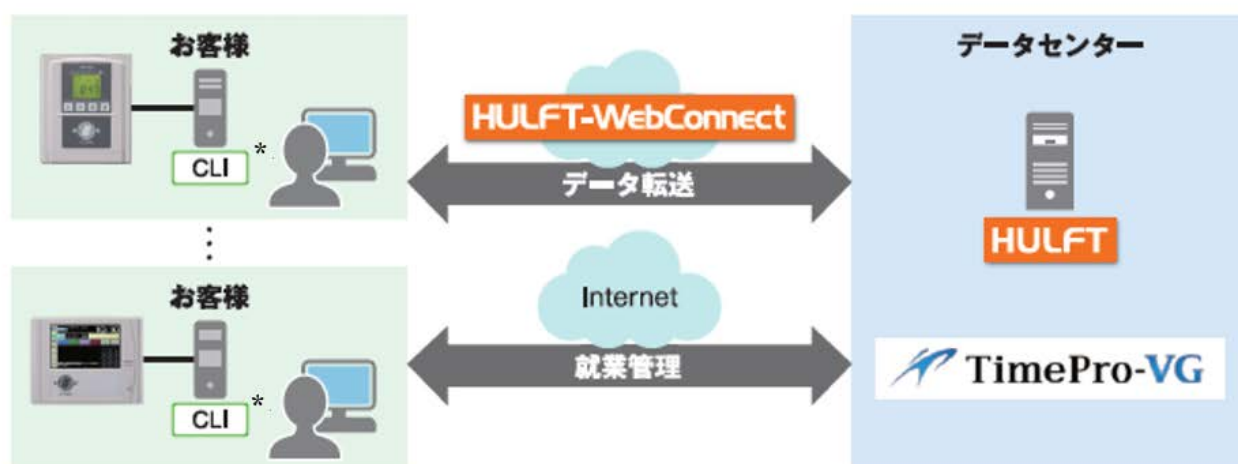 お客様
CLI *
お客様
CLI *
HULFT-WebConnect
データ転送
Internet
就業管理
データセンター
HULFT
TimePro-VG